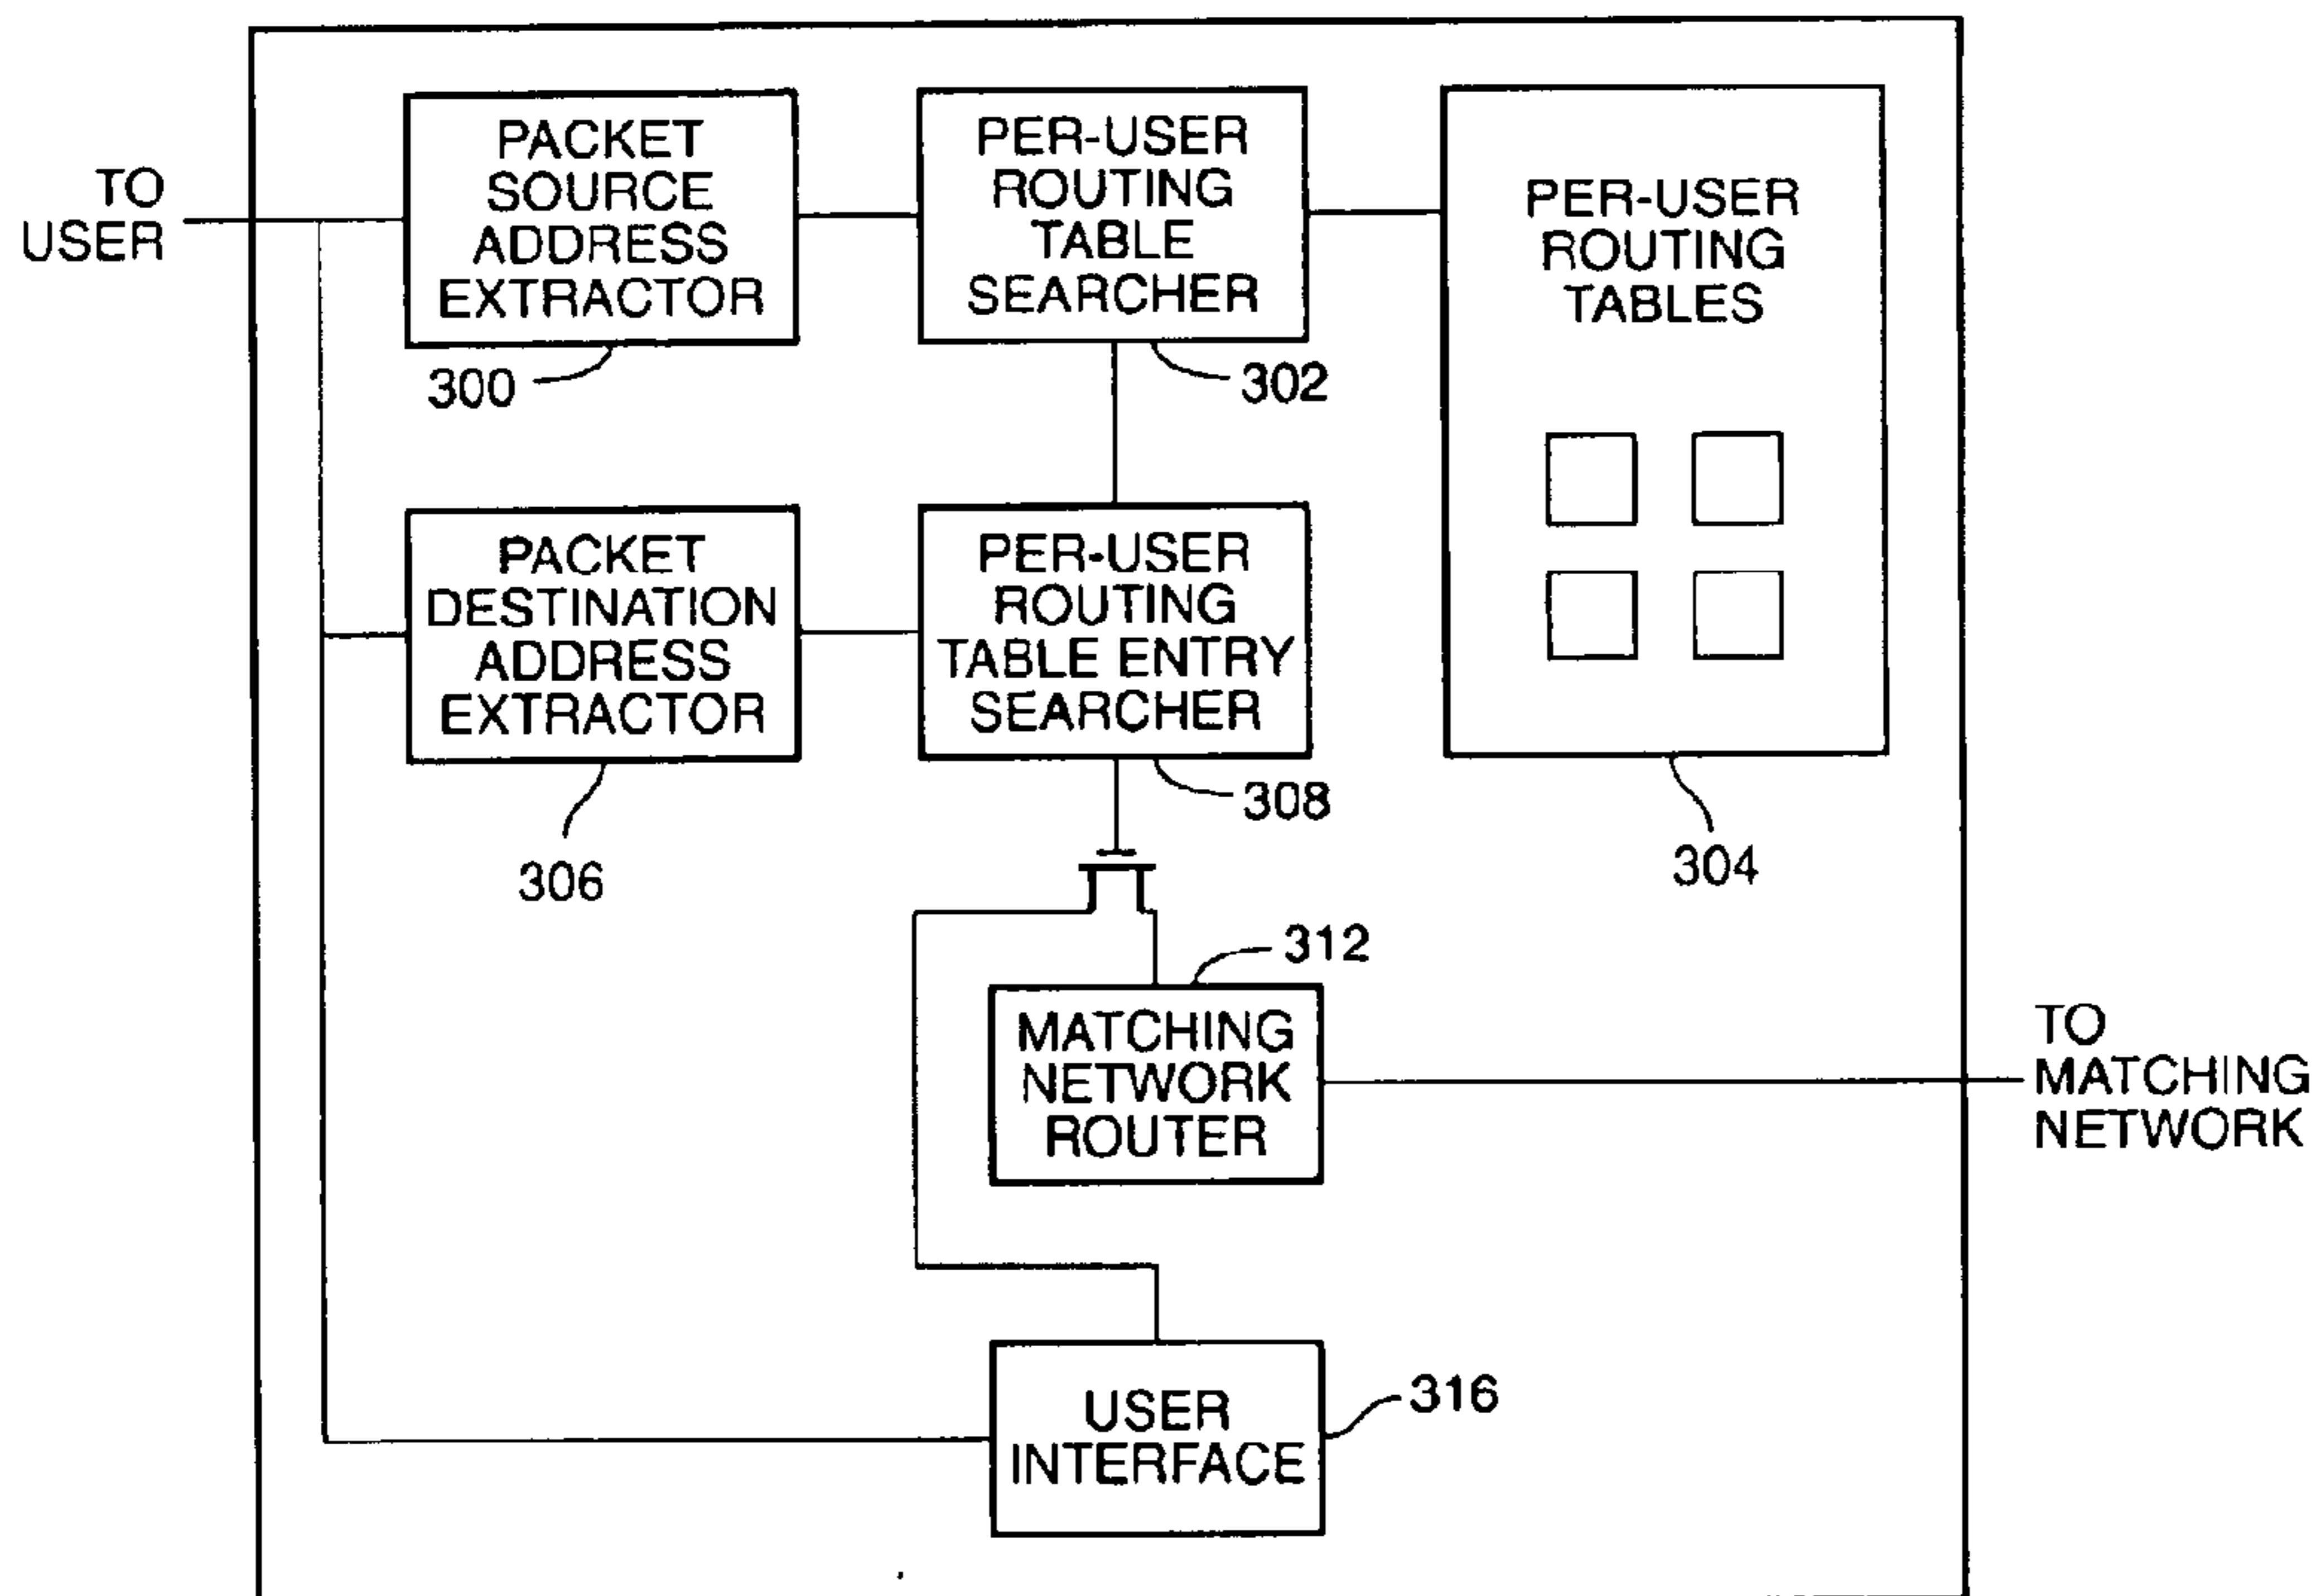 TO
USER
PACKET
SOURCE
ADDRESS
EXTRACTOR
300
PER-USER
ROUTING
TABLE
SEARCHER
302
PER-USER
ROUTING
TABLES
304
PACKET
DESTINATION
ADDRESS
EXTRACTOR
306
PER-USER
ROUTING
TABLE ENTRY
SEARCHER
308
312
MATCHING
NETWORK
ROUTER
TO
MATCHING
NETWORK
USER
INTERFACE
316